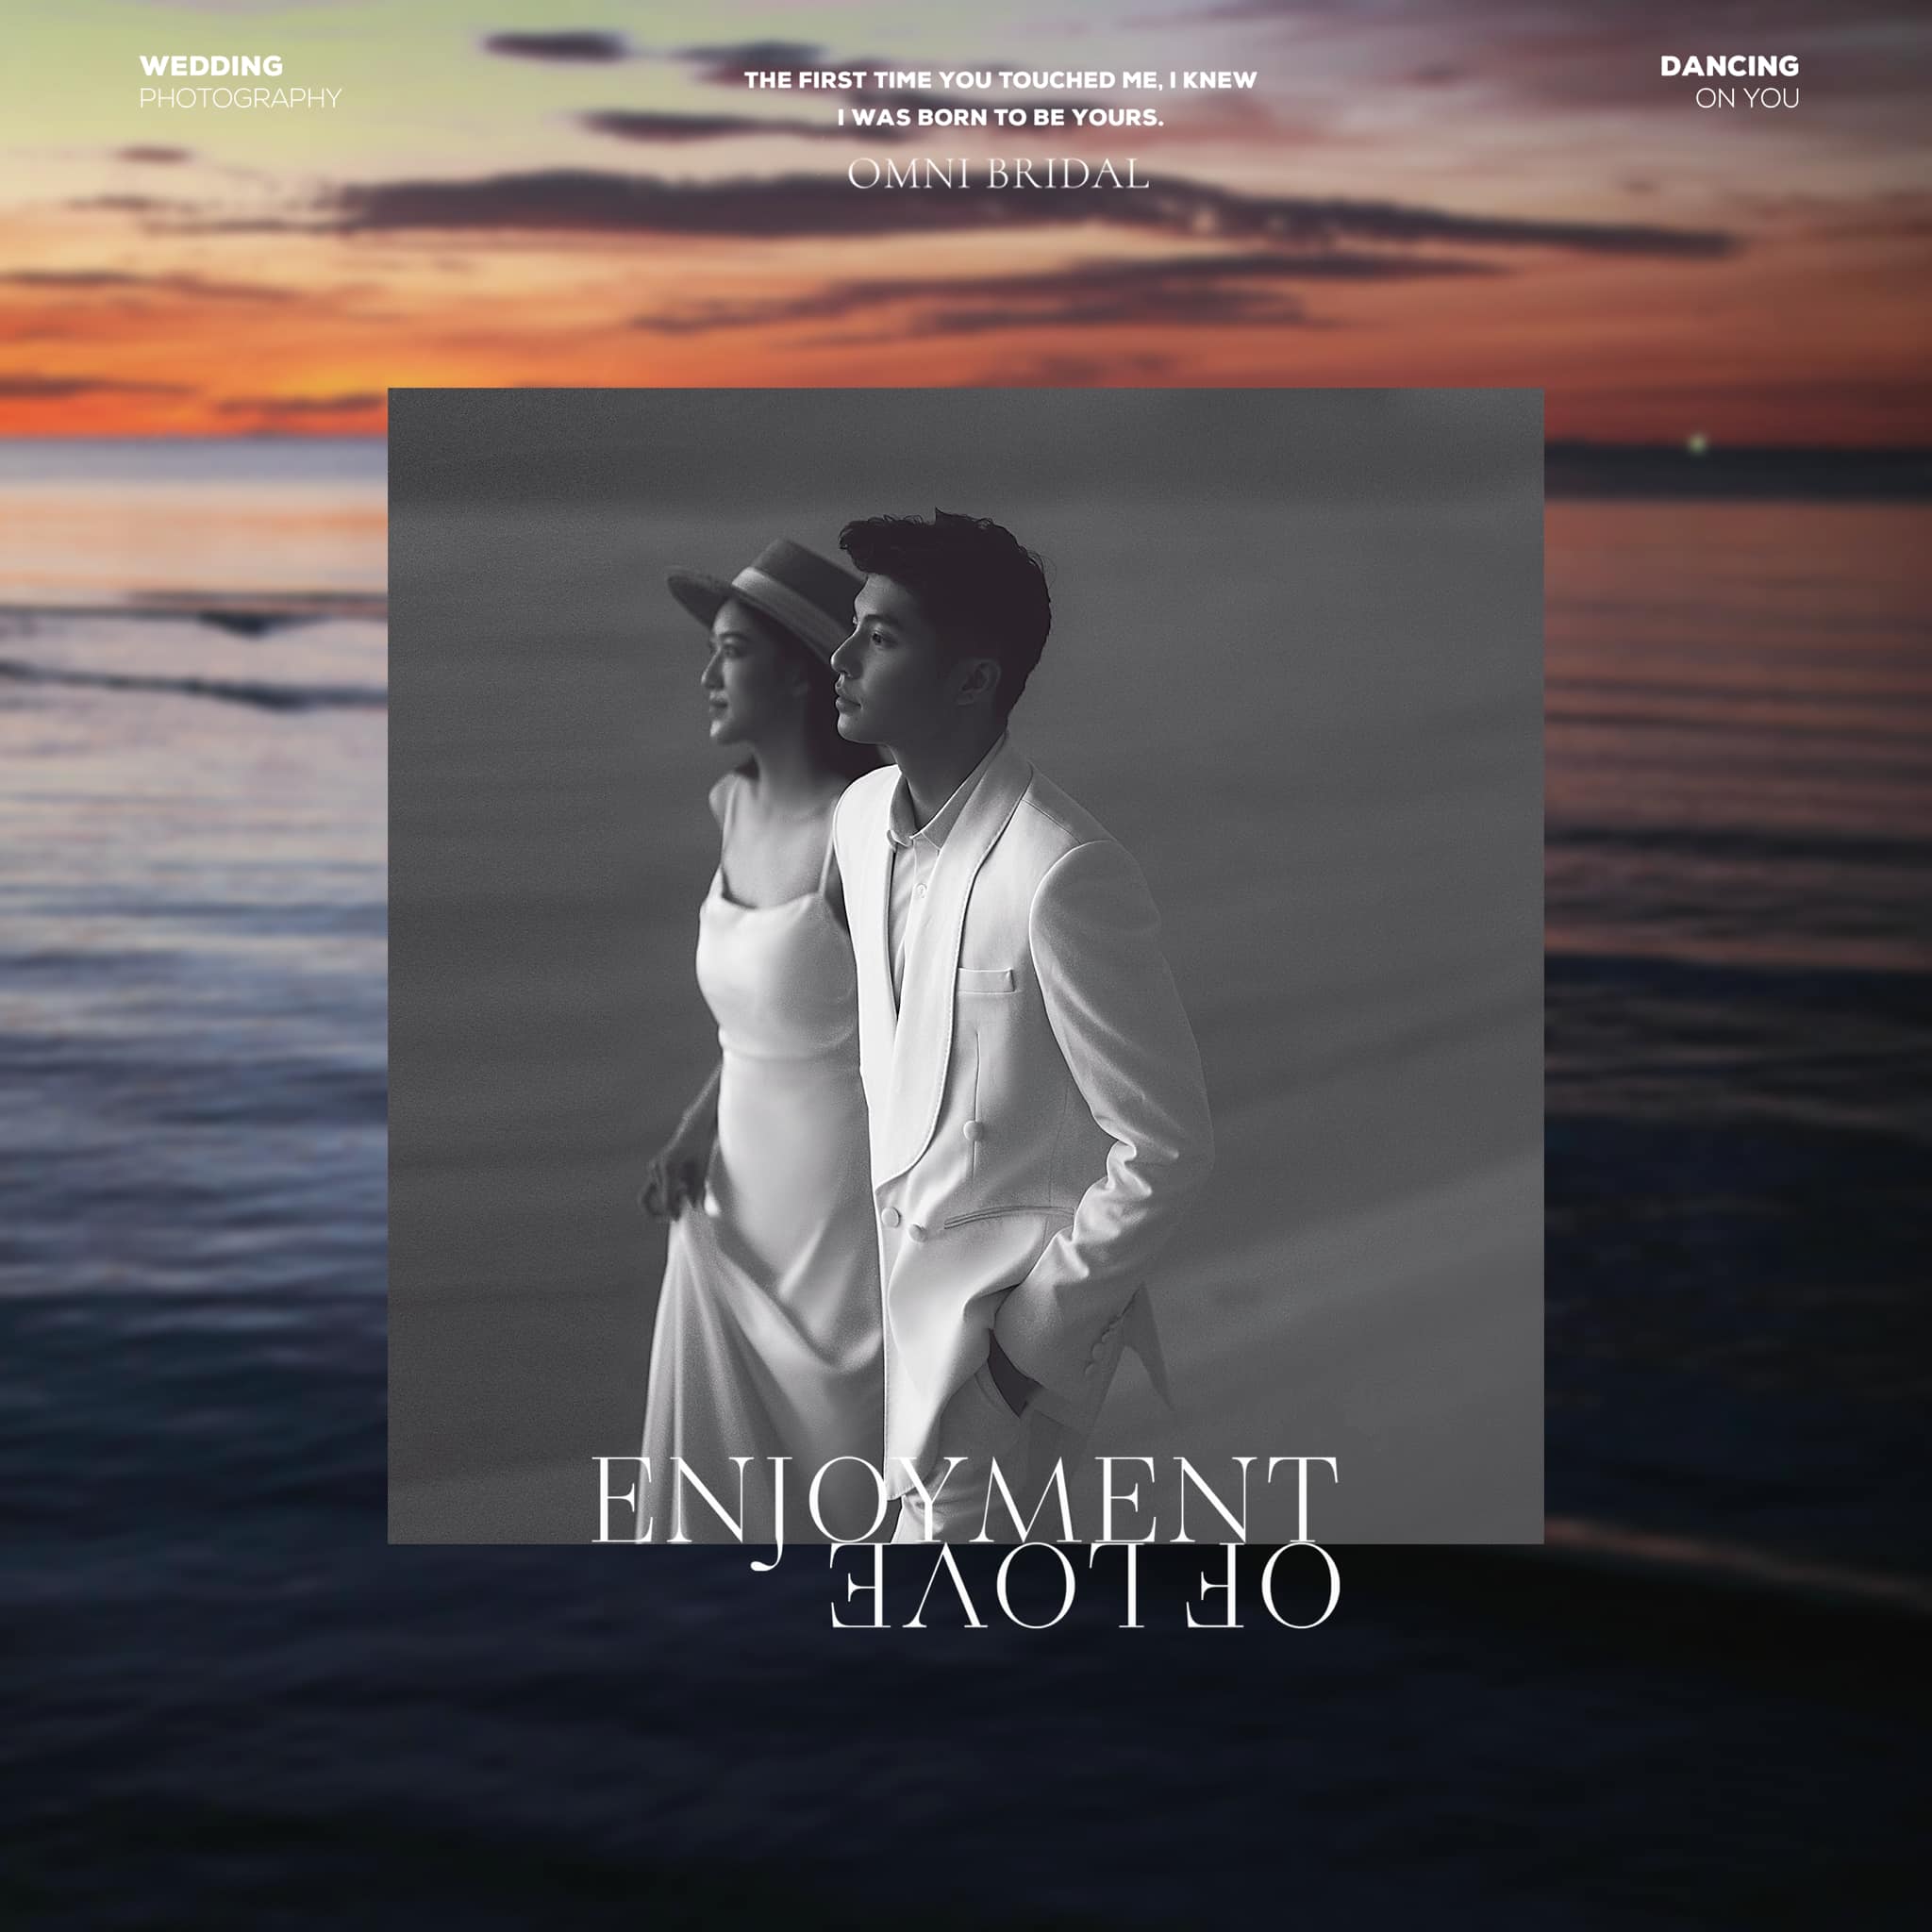 WEDDING
PHOTOGRAPHY
THE FIRST TIME YOU TOUCHED ME, I KNEW
I WAS BORN TO BE YOURS.
OMNI BRIDAL
DANCING
ON YOU
ENJOYMENT
OF LOVE